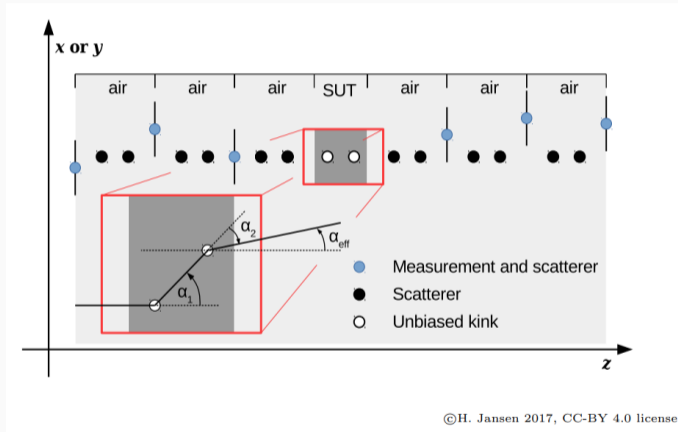 x or y
air air air SUT air air air
α2
αeff
α1
Measurement and scatterer
Scatterer
Unbiased kink
z
©H. Jansen 2017, CC-BY 4.0 license